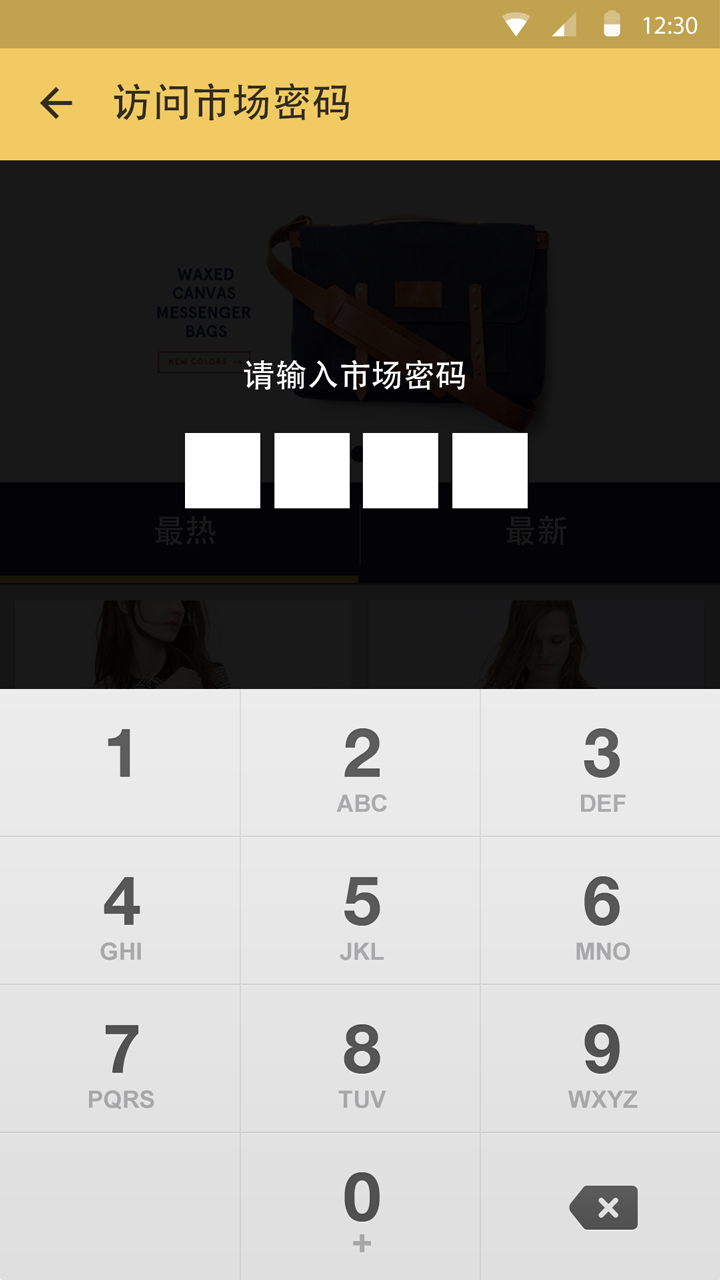 12:30
访问市场密码
WAXED
CANVAS
MESSENGER
BAGS
NEW COLORS →
请输入市场密码
最热 最新
1 2 3
ABC DEF
4 5 6
GHI JKL MNO
7 8 9
PQRS TUV WXYZ
0
+